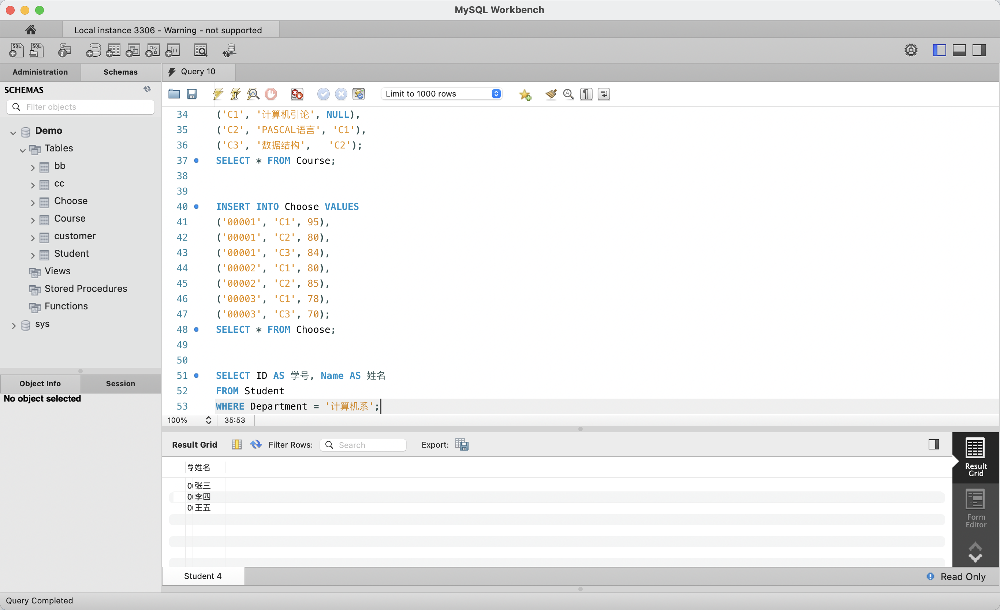 MySQL Workbench
Local instance 3306 - Warning - not supported
Administration
Schemas
Query 10
SCHEMAS
Filter objects
Demo
Tables
bb
cc
Choose
Course
customer
Student
Views
Stored Procedures
Functions
sys
Object Info
Session
No object selected
Limit to 1000 rows
34 ('C1', '计算机引论', NULL),
35 ('C2', 'PASCAL语言', 'C1'),
36 ('C3', '数据结构', 'C2');
37 SELECT * FROM Course;
38
39
40 INSERT INTO Choose VALUES
41 ('00001', 'C1', 95),
42 ('00001', 'C2', 80),
43 ('00001', 'C3', 84),
44 ('00002', 'C1', 80),
45 ('00002', 'C2', 85),
46 ('00003', 'C1', 78),
47 ('00003', 'C3', 70);
48 SELECT * FROM Choose;
49
50
51 SELECT ID AS 学号, Name AS 姓名
52 FROM Student
53 WHERE Department = '计算机系';
100% 35:53
Result Grid Filter Rows: Search Export:
学 姓名
0 张三
0 李四
0 王五
Result
Grid
Form
Editor
Student 4
Read Only
Query Completed